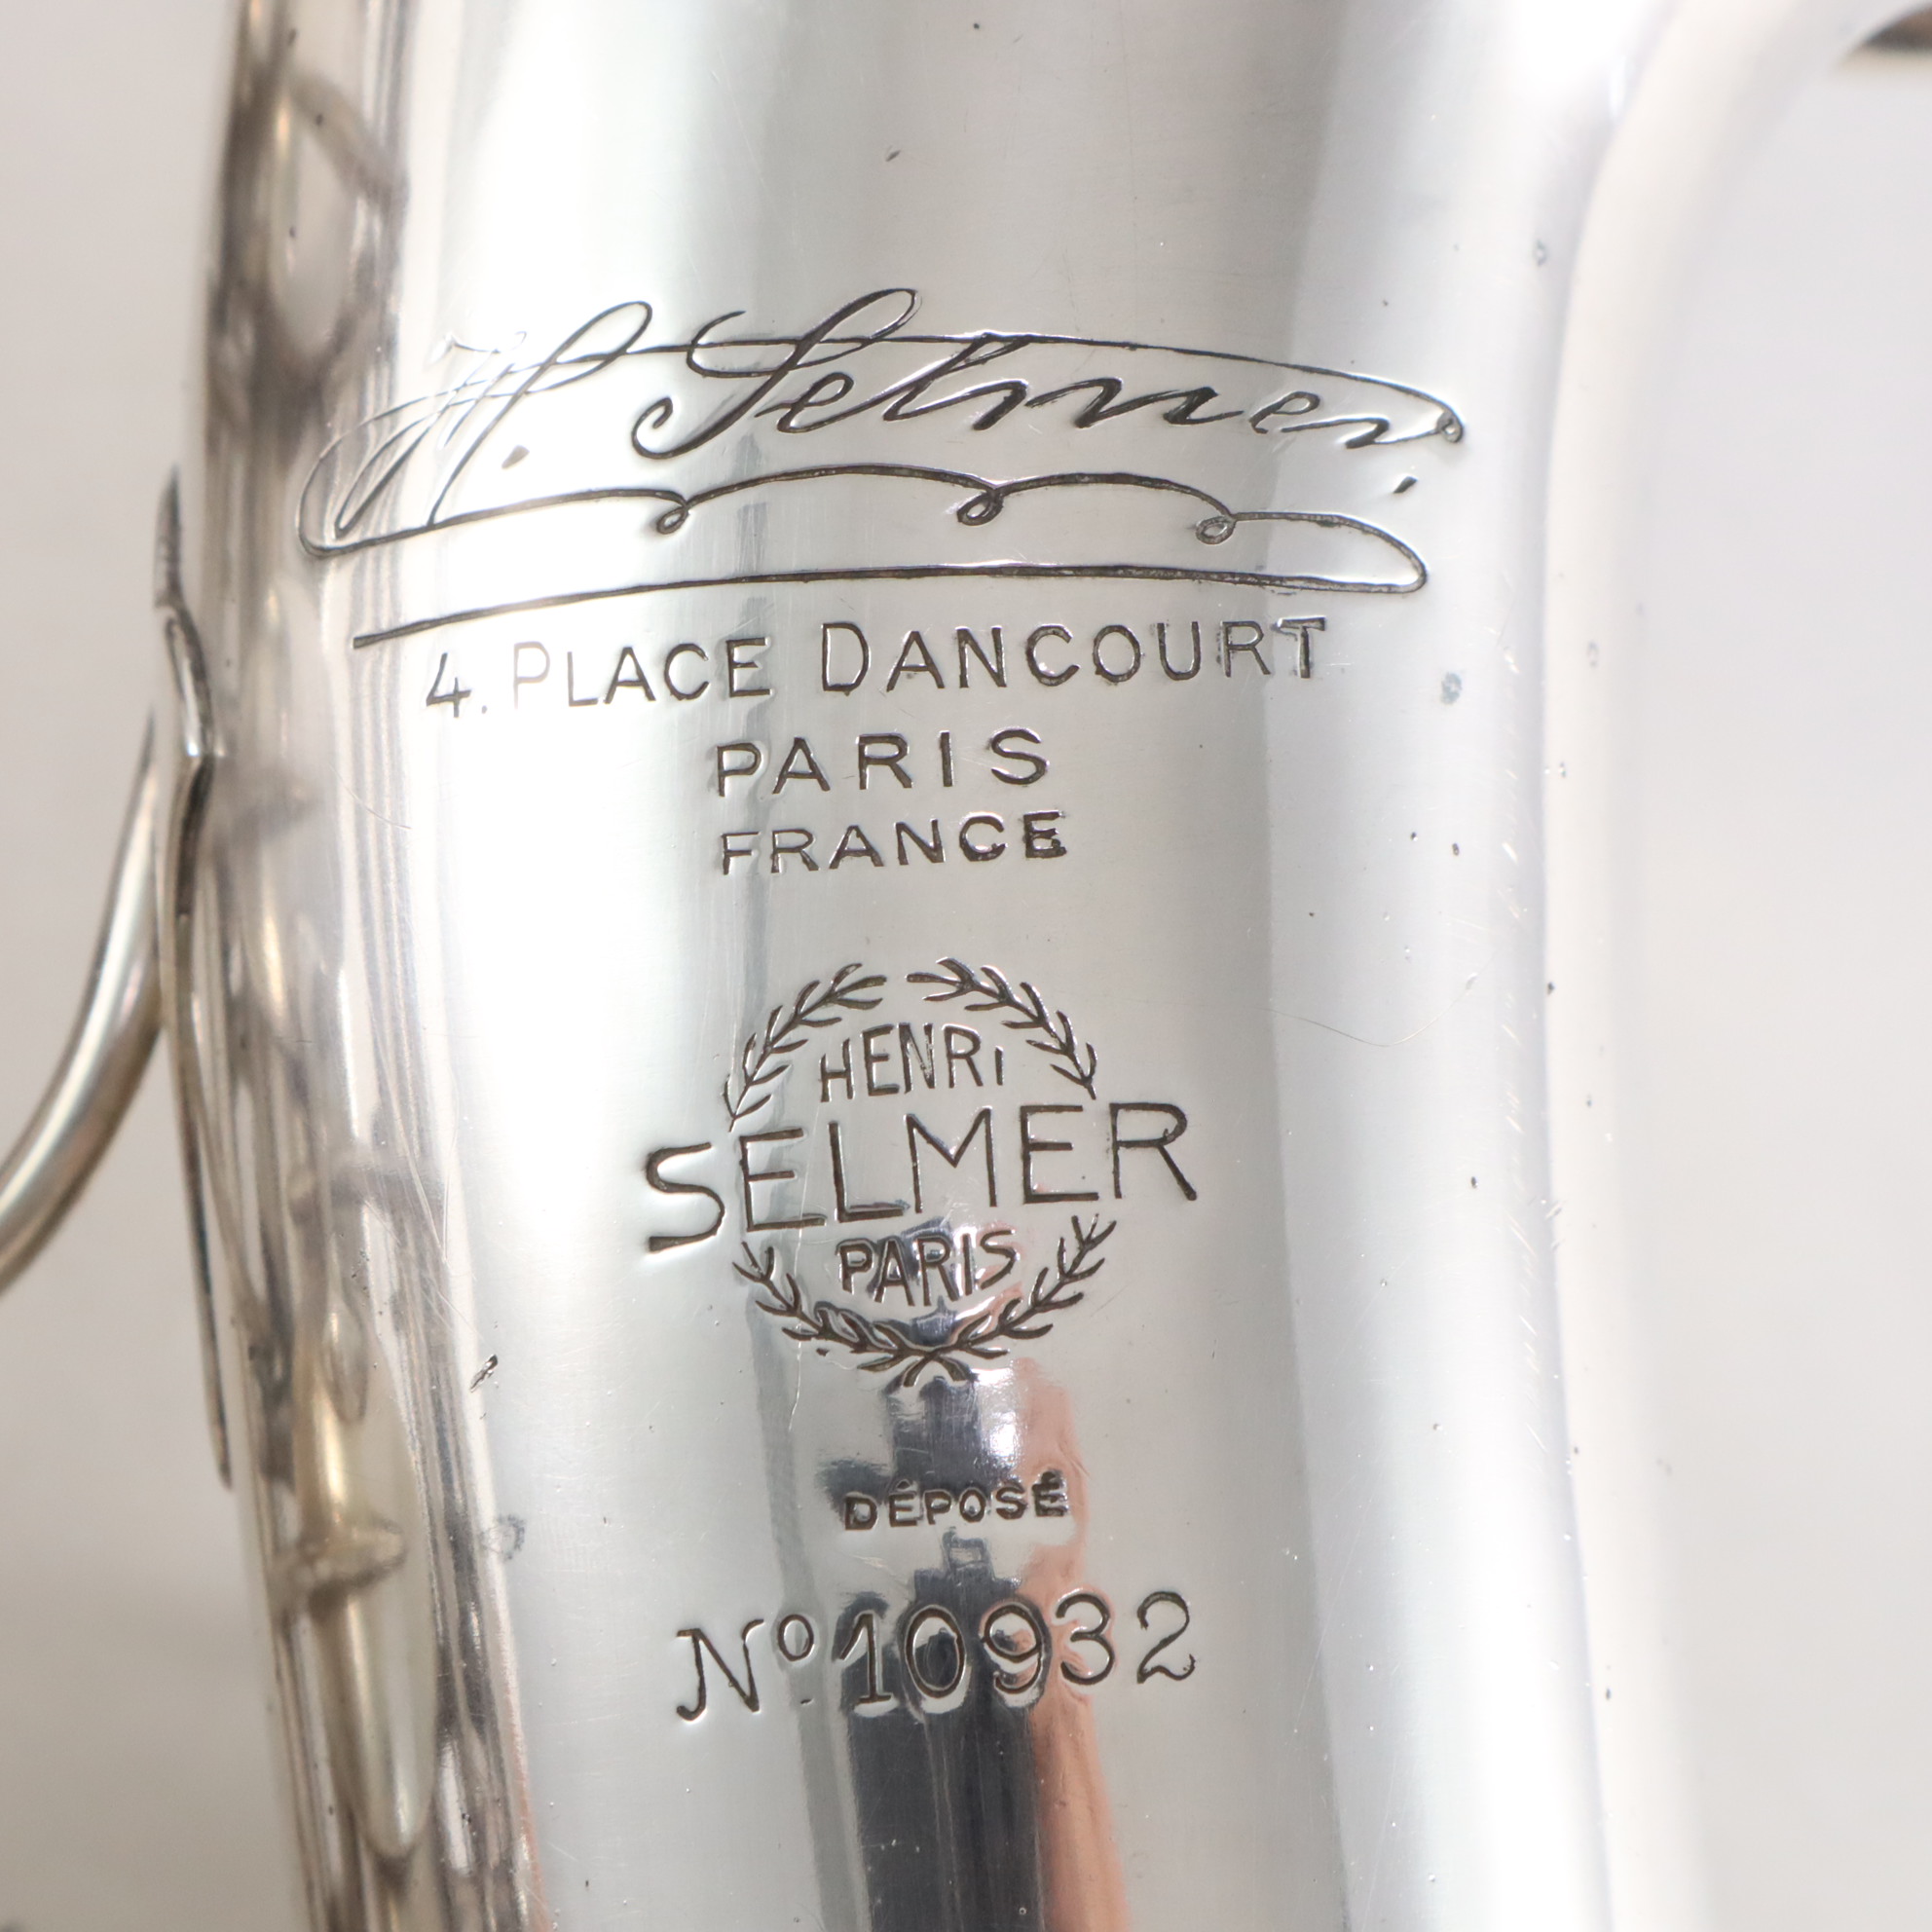 H. Selmer
4. PLACE DANCOURT
PARIS
FRANCE
HENRI
SELMER
PARIS
DÉPOSÉ
Nº 10932